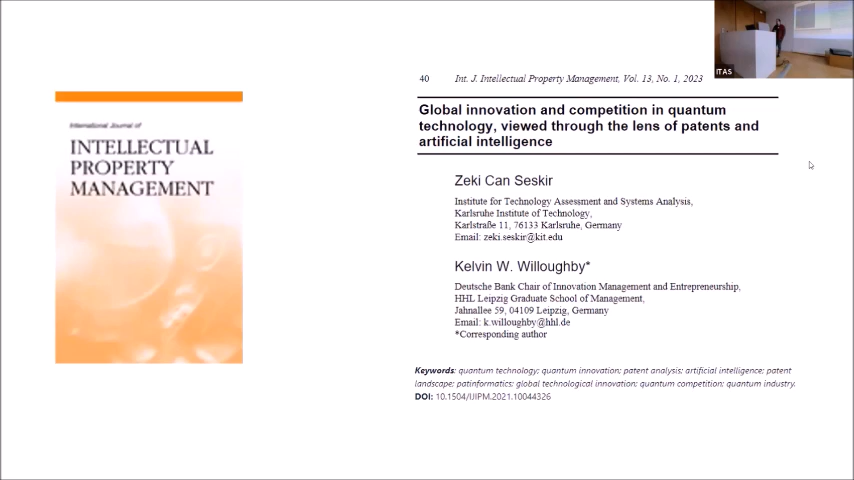 ITAS
International Journal of
INTELLECTUAL
PROPERTY
MANAGEMENT
40 Int. J. Intellectual Property Management, Vol. 13, No. 1, 2023
Global innovation and competition in quantum
technology, viewed through the lens of patents and
artificial intelligence
Zeki Can Seskir
Institute for Technology Assessment and Systems Analysis,
Karlsruhe Institute of Technology,
Karlstraße 11, 76133 Karlsruhe, Germany
Email: zeki.seskir@kit.edu
Kelvin W. Willoughby*
Deutsche Bank Chair of Innovation Management and Entrepreneurship,
HHL Leipzig Graduate School of Management,
Jahnallee 59, 04109 Leipzig, Germany
Email: k.willoughby@hhl.de
*Corresponding author
Keywords: quantum technology; quantum innovation; patent analysis; artificial intelligence; patent
landscape; patinformatics; global technological innovation; quantum competition; quantum industry.
DOI: 10.1504/IJIPM.2021.10044326